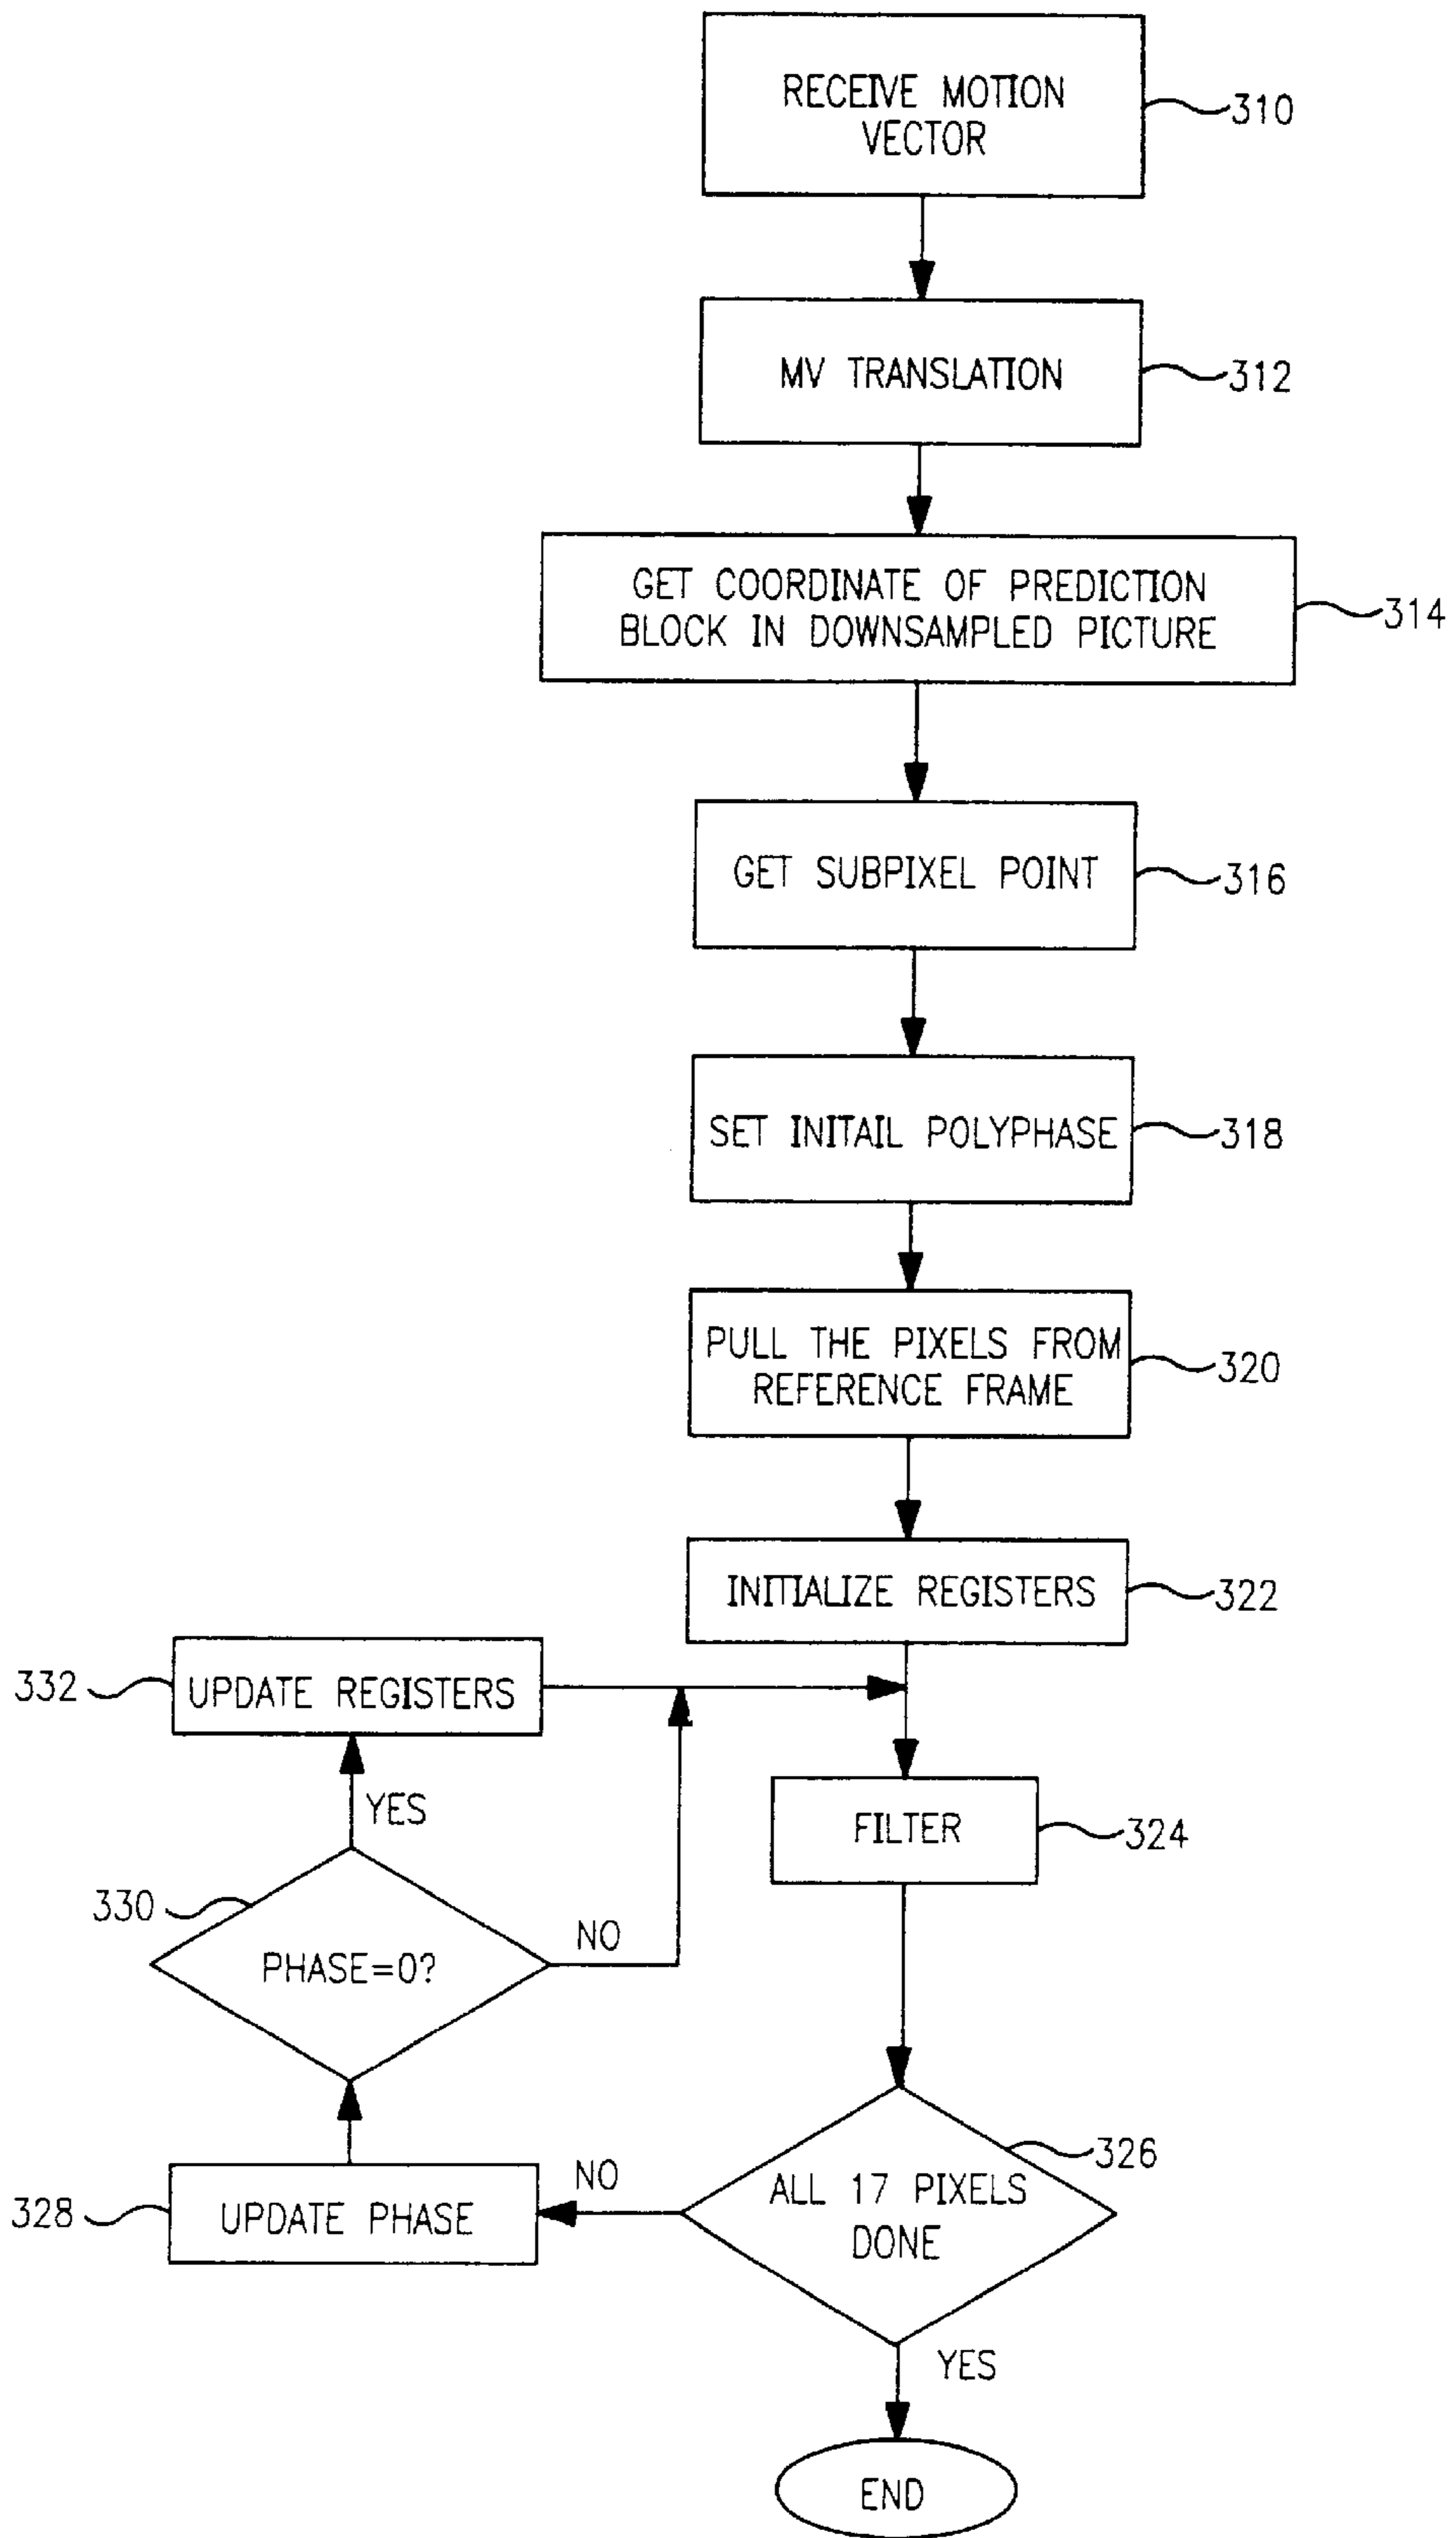 RECEIVE MOTION
VECTOR
310
MV TRANSLATION
312
GET COORDINATE OF PREDICTION
BLOCK IN DOWNSAMPLED PICTURE
314
GET SUBPIXEL POINT
316
SET INITAIL POLYPHASE
318
PULL THE PIXELS FROM
REFERENCE FRAME
320
INITIALIZE REGISTERS
322
332
UPDATE REGISTERS
YES
FILTER
324
330
PHASE=0?
NO
326
ALL 17 PIXELS
DONE
NO
328
UPDATE PHASE
YES
END